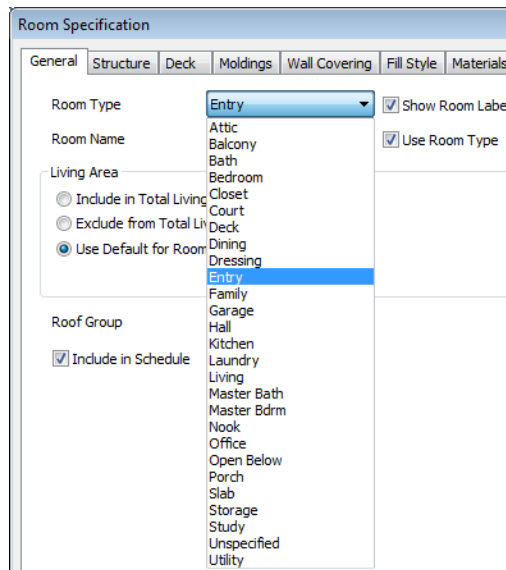 Room Specification
General Structure Deck Moldings Wall Covering Fill Style Materials
Room Type Entry Show Room Labe
Attic
Room Name Balcony Use Room Type
Bath
Bedroom
Living Area
Closet
Include in Total Living
Court
Exclude from Total Liv
Deck
Dining
Use Default for Room
Dressing
Entry
Family
Garage
Roof Group
Hall
Kitchen
Include in Schedule
Laundry
Living
Master Bath
Master Bdrm
Nook
Office
Open Below
Porch
Slab
Storage
Study
Unspecified
Utility